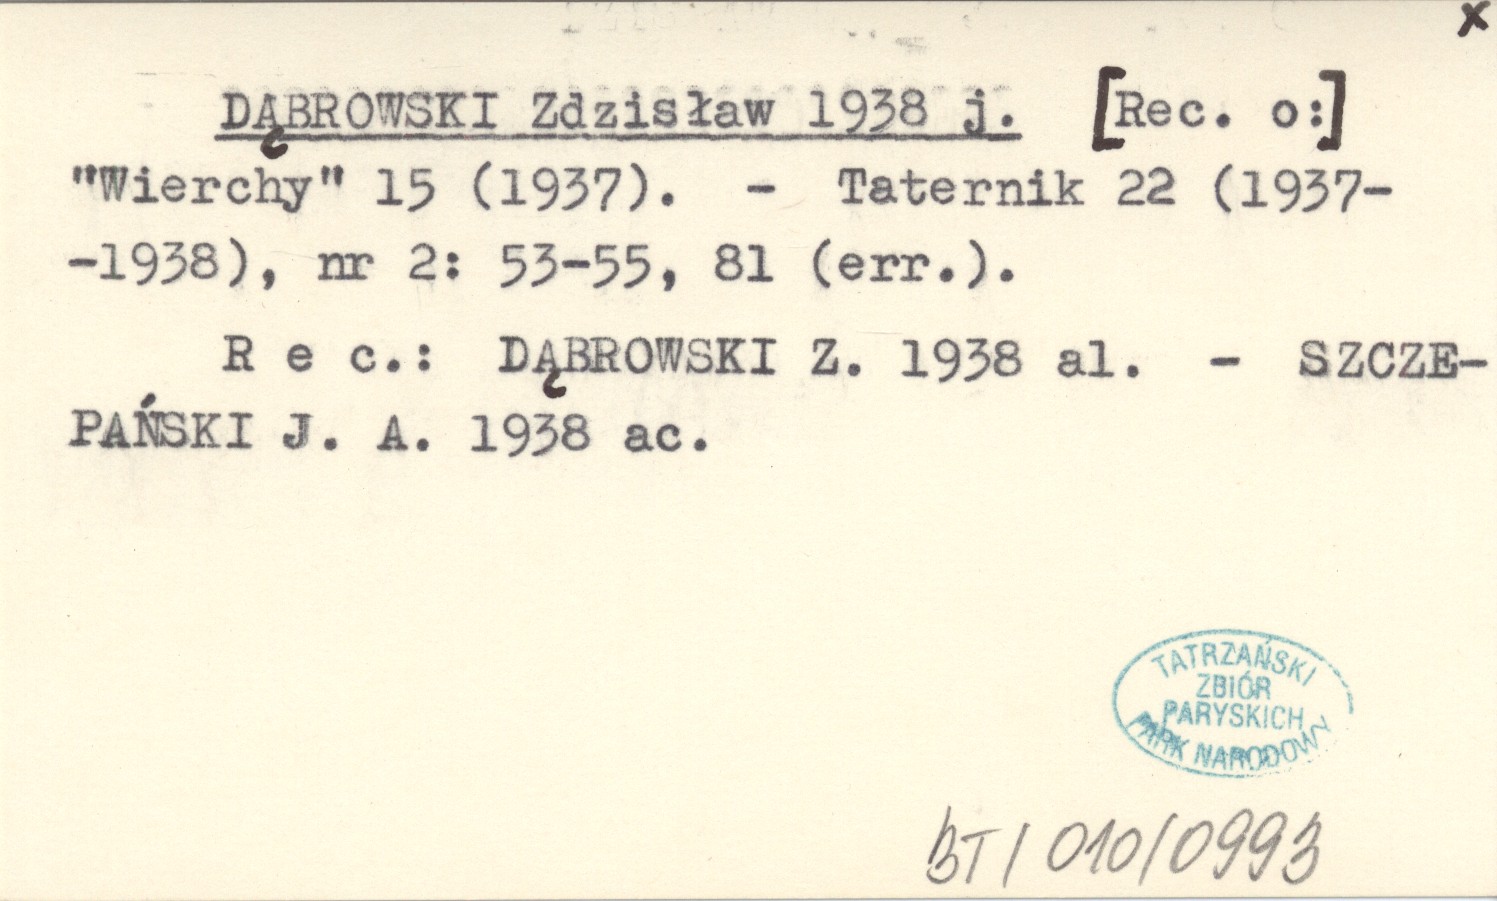 x
DĄBROWSKI Zdzisław 1938 j. [Rec. o:]
"Wierchy" 15 (1937). - Taternik 22 (1937-
-1938), nr 2: 53-55, 81 (err.).
R e c.: DĄBROWSKI Z. 1938 al. - SZCZE-
PAŃSKI J. A. 1938 ac.
TATRZAŃSKI
ZBIÓR
PARYSKICH
PARK NARODOWY
BT/010/0993